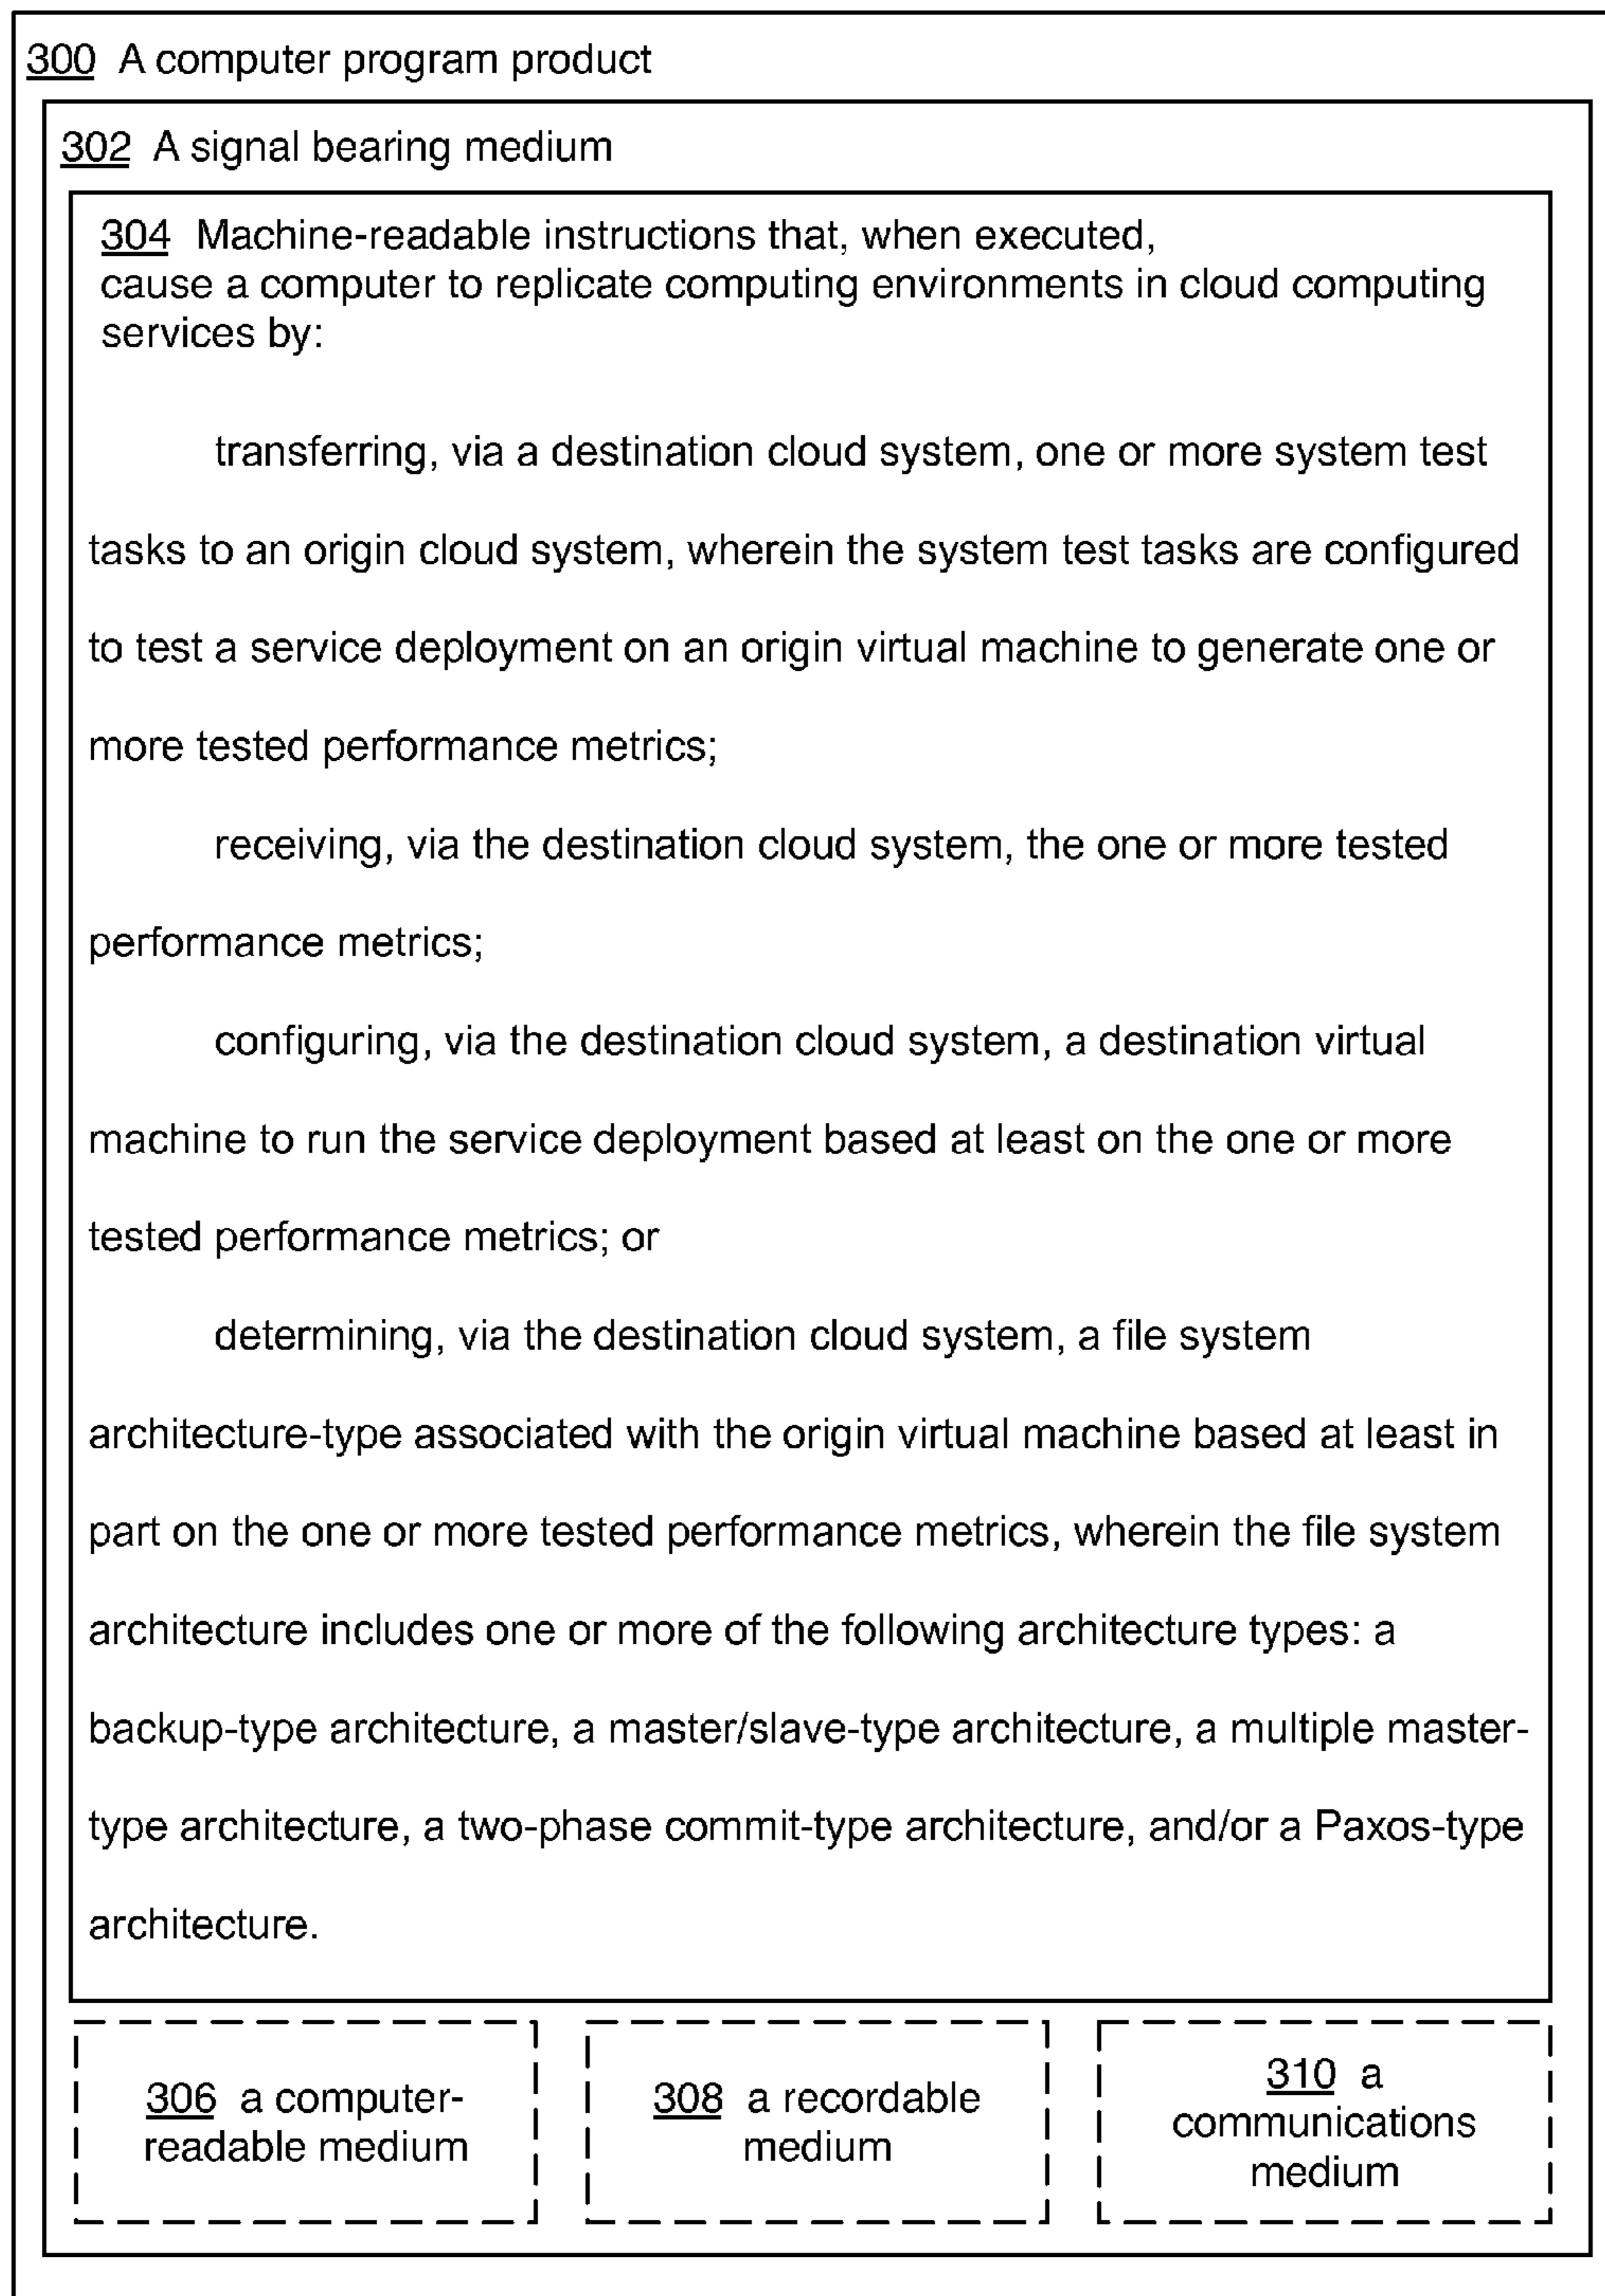 300 A computer program product
302 A signal bearing medium
304 Machine-readable instructions that, when executed,
cause a computer to replicate computing environments in cloud computing
services by:
transferring, via a destination cloud system, one or more system test
tasks to an origin cloud system, wherein the system test tasks are configured
to test a service deployment on an origin virtual machine to generate one or
more tested performance metrics;
receiving, via the destination cloud system, the one or more tested
performance metrics;
configuring, via the destination cloud system, a destination virtual
machine to run the service deployment based at least on the one or more
tested performance metrics; or
determining, via the destination cloud system, a file system
architecture-type associated with the origin virtual machine based at least in
part on the one or more tested performance metrics, wherein the file system
architecture includes one or more of the following architecture types: a
backup-type architecture, a master/slave-type architecture, a multiple master-
type architecture, a two-phase commit-type architecture, and/or a Paxos-type
architecture.
306 a computer-
readable medium
308 a recordable
medium
310 a
communications
medium